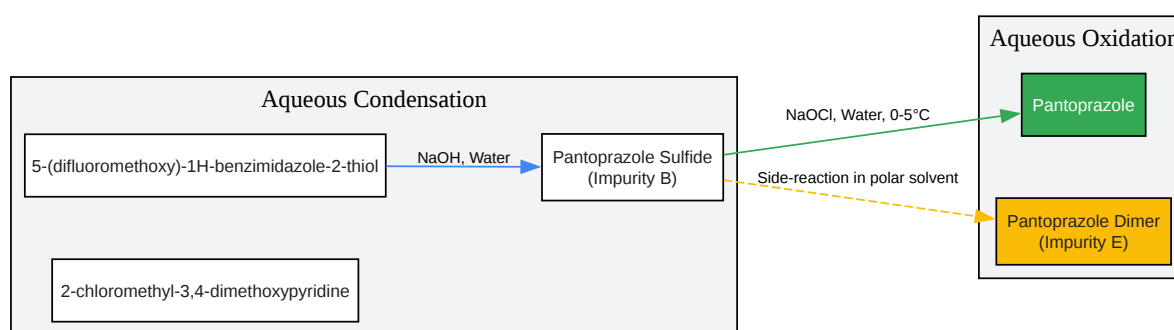 Aqueous Oxidation
Pantoprazole
Aqueous Condensation
NaOCl, Water, 0-5°C
5-(difluoromethoxy)-1H-benzimidazole-2-thiol
NaOH, Water
Pantoprazole Sulfide
(Impurity B)
Side-reaction in polar solvent
Pantoprazole Dimer
(Impurity E)
2-chloromethyl-3,4-dimethoxypyridine